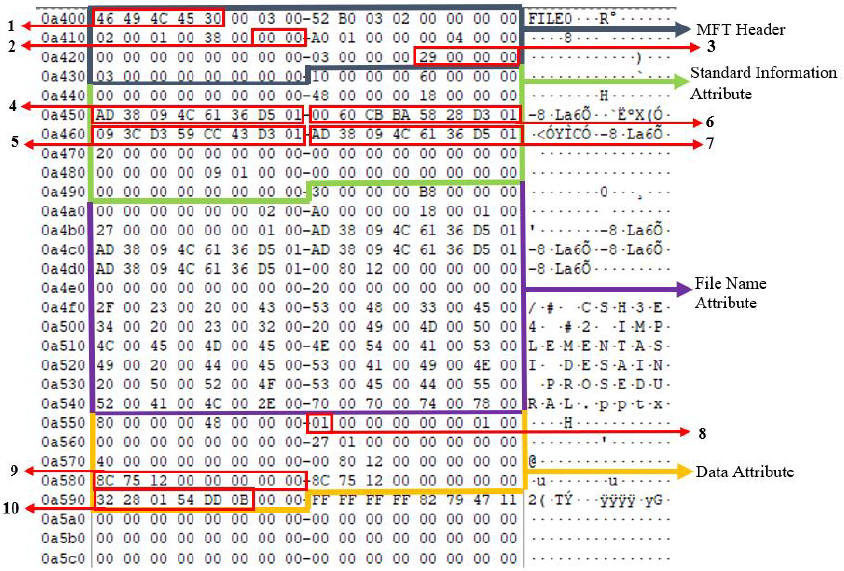 1
0a400 46 49 4C 45 30 00 03 00-52 B0 03 02 00 00 00 00 FILE0···R°······
MFT Header
2
0a410 02 00 01 00 38 00 00 00-A0 01 00 00 00 04 00 00 ····8··· ·······
3
0a420 00 00 00 00 00 00 00 00-03 00 00 00 29 00 00 00 ············)···
0a430 03 00 00 00 00 00 00 00-10 00 00 00 60 00 00 00 ············`···
Standard Information
Attribute
0a440 00 00 00 00 00 00 00 00-48 00 00 00 18 00 00 00 ········H·······
4
0a450 AD 38 09 4C 61 36 D5 01-00 60 CB BA 58 28 D3 01 -8·La6Õ··`ËºX(Ó·
6
5
0a460 09 3C D3 59 CC 43 D3 01-AD 38 09 4C 61 36 D5 01 ·<ÓYÌCÓ·-8·La6Õ·
7
0a470 20 00 00 00 00 00 00 00-00 00 00 00 00 00 00 00 ···············
0a480 00 00 00 00 09 01 00 00-00 00 00 00 00 00 00 00 ················
0a490 00 00 00 00 00 00 00 00-30 00 00 00 B8 00 00 00 ········0···¸···
0a4a0 00 00 00 00 00 00 02 00-A0 00 00 00 18 00 01 00 ········ ·······
0a4b0 27 00 00 00 00 00 01 00-AD 38 09 4C 61 36 D5 01 '·······-8·La6Õ·
0a4c0 AD 38 09 4C 61 36 D5 01-AD 38 09 4C 61 36 D5 01 -8·La6Õ·-8·La6Õ·
0a4d0 AD 38 09 4C 61 36 D5 01-00 80 12 00 00 00 00 00 -8·La6Õ·········
0a4e0 00 00 00 00 00 00 00 00-20 00 00 00 00 00 00 00 ········ ·······
File Name
Attribute
0a4f0 2F 00 23 00 20 00 43 00-53 00 48 00 33 00 45 00 /·#· ·C·S·H·3·E·
0a500 34 00 20 00 23 00 32 00-20 00 49 00 4D 00 50 00 4· ·#·2· ·I·M·P·
0a510 4C 00 45 00 4D 00 45 00-4E 00 54 00 41 00 53 00 L·E·M·E·N·T·A·S·
0a520 49 00 20 00 44 00 45 00-53 00 41 00 49 00 4E 00 I· ·D·E·S·A·I·N·
0a530 20 00 50 00 52 00 4F 00-53 00 45 00 44 00 55 00 ·P·R·O·S·E·D·U·
0a540 52 00 41 00 4C 00 2E 00-70 00 70 00 74 00 78 00 R·A·L·.·p·p·t·x·
0a550 80 00 00 00 48 00 00 00-01 00 00 00 00 00 01 00 ····H···········
8
0a560 00 00 00 00 00 00 00 00-27 01 00 00 00 00 00 00 ········'·······
0a570 40 00 00 00 00 00 00 00-00 80 12 00 00 00 00 00 @···············
9
Data Attribute
0a580 8C 75 12 00 00 00 00 00-8C 75 12 00 00 00 00 00 ·u·······u······
10
0a590 32 28 01 54 DD 0B 00 00-FF FF FF FF 82 79 47 11 2(·TÝ···ÿÿÿÿ·yG·
0a5a0 00 00 00 00 00 00 00 00-00 00 00 00 00 00 00 00 ················
0a5b0 00 00 00 00 00 00 00 00-00 00 00 00 00 00 00 00 ················
0a5c0 00 00 00 00 00 00 00 00-00 00 00 00 00 00 00 00 ················